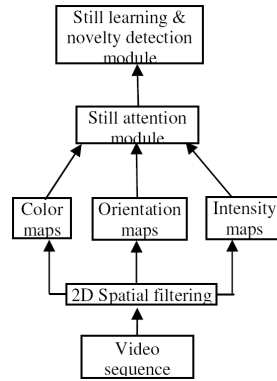 Still learning &
novelty detection
module
Still attention
module
Color
maps
Orientation
maps
Intensity
maps
2D Spatial filtering
Video
sequence